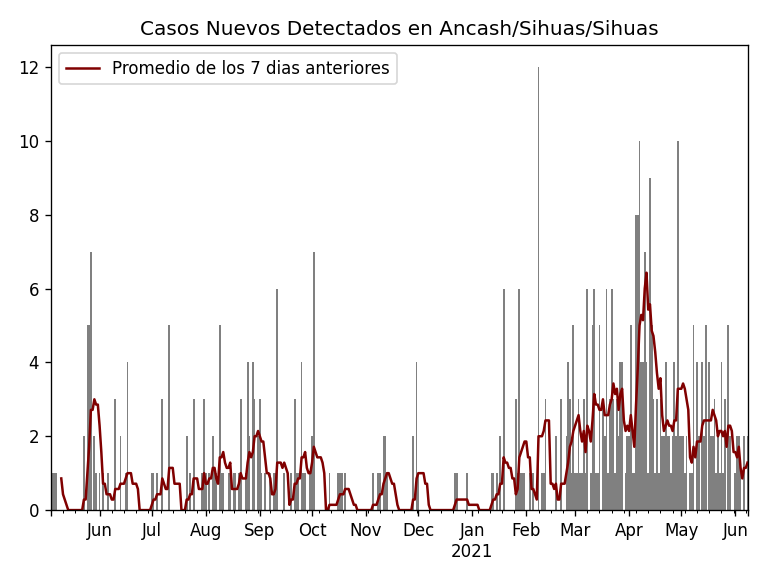 Casos Nuevos Detectados en Ancash/Sihuas/Sihuas
Promedio de los 7 dias anteriores
12
10
8
6
4
2
0
Jun Jul Aug Sep Oct Nov Dec Jan Feb Mar Apr May Jun
2021